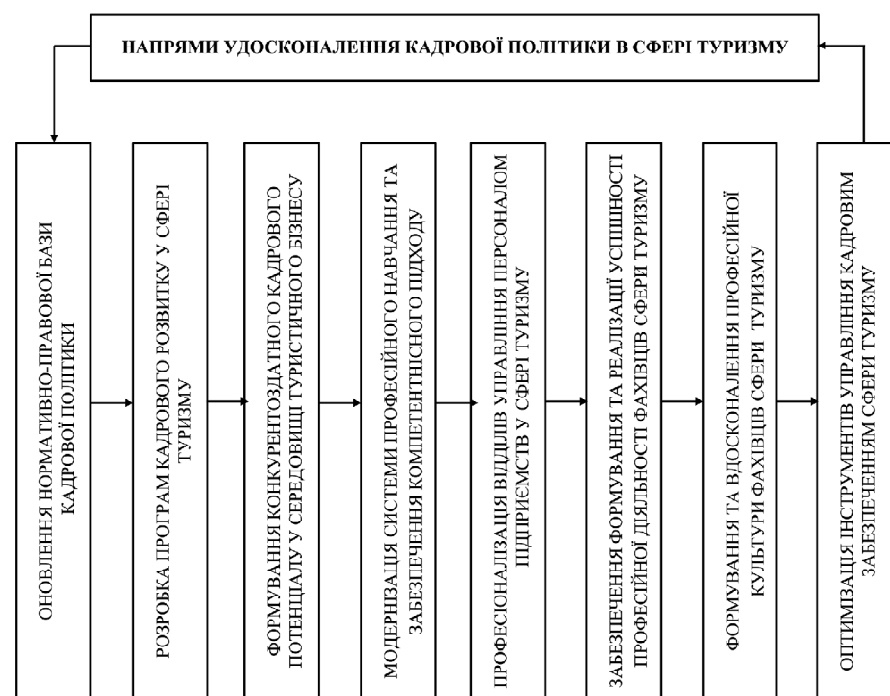 НАПРЯМИ УДОСКОНАЛЕННЯ КАДРОВОЇ ПОЛІТИКИ В СФЕРІ ТУРИЗМУ
ОНОВЛЕННЯ НОРМАТИВНО-ПРАВОВОЇ БАЗИ
КАДРОВОЇ ПОЛІТИКИ
РОЗРОБКА ПРОГРАМ КАДРОВОГО РОЗВИТКУ У СФЕРІ
ТУРИЗМУ
ФОРМУВАННЯ КОНКУРЕНТОЗДАТНОГО КАДРОВОГО
ПОТЕНЦІАЛУ У СЕРЕДОВИЩІ ТУРИСТИЧНОГО БІЗНЕСУ
МОДЕРНІЗАЦІЯ СИСТЕМИ ПРОФЕСІЙНОГО НАВЧАННЯ ТА
ЗАБЕЗПЕЧЕННЯ КОМПЕТЕНТНІСНОГО ПІДХОДУ
ПРОФЕСІОНАЛІЗАЦІЯ ВІДДІЛІВ УПРАВЛІННЯ ПЕРСОНАЛОМ
ПІДПРИЄМСТВ У СФЕРІ ТУРИЗМУ
ЗАБЕЗПЕЧЕННЯ ФОРМУВАННЯ ТА РЕАЛІЗАЦІЇ УСПІШНОСТІ
ПРОФЕСІЙНОЇ ДІЯЛЬНОСТІ ФАХІВЦІВ СФЕРИ ТУРИЗМУ
ФОРМУВАННЯ ТА ВДОСКОНАЛЕННЯ ПРОФЕСІЙНОЇ
КУЛЬТУРИ ФАХІВЦІВ СФЕРИ ТУРИЗМУ
ОПТИМІЗАЦІЯ ІНСТРУМЕНТІВ УПРАВЛІННЯ КАДРОВИМ
ЗАБЕЗПЕЧЕННЯМ СФЕРИ ТУРИЗМУ